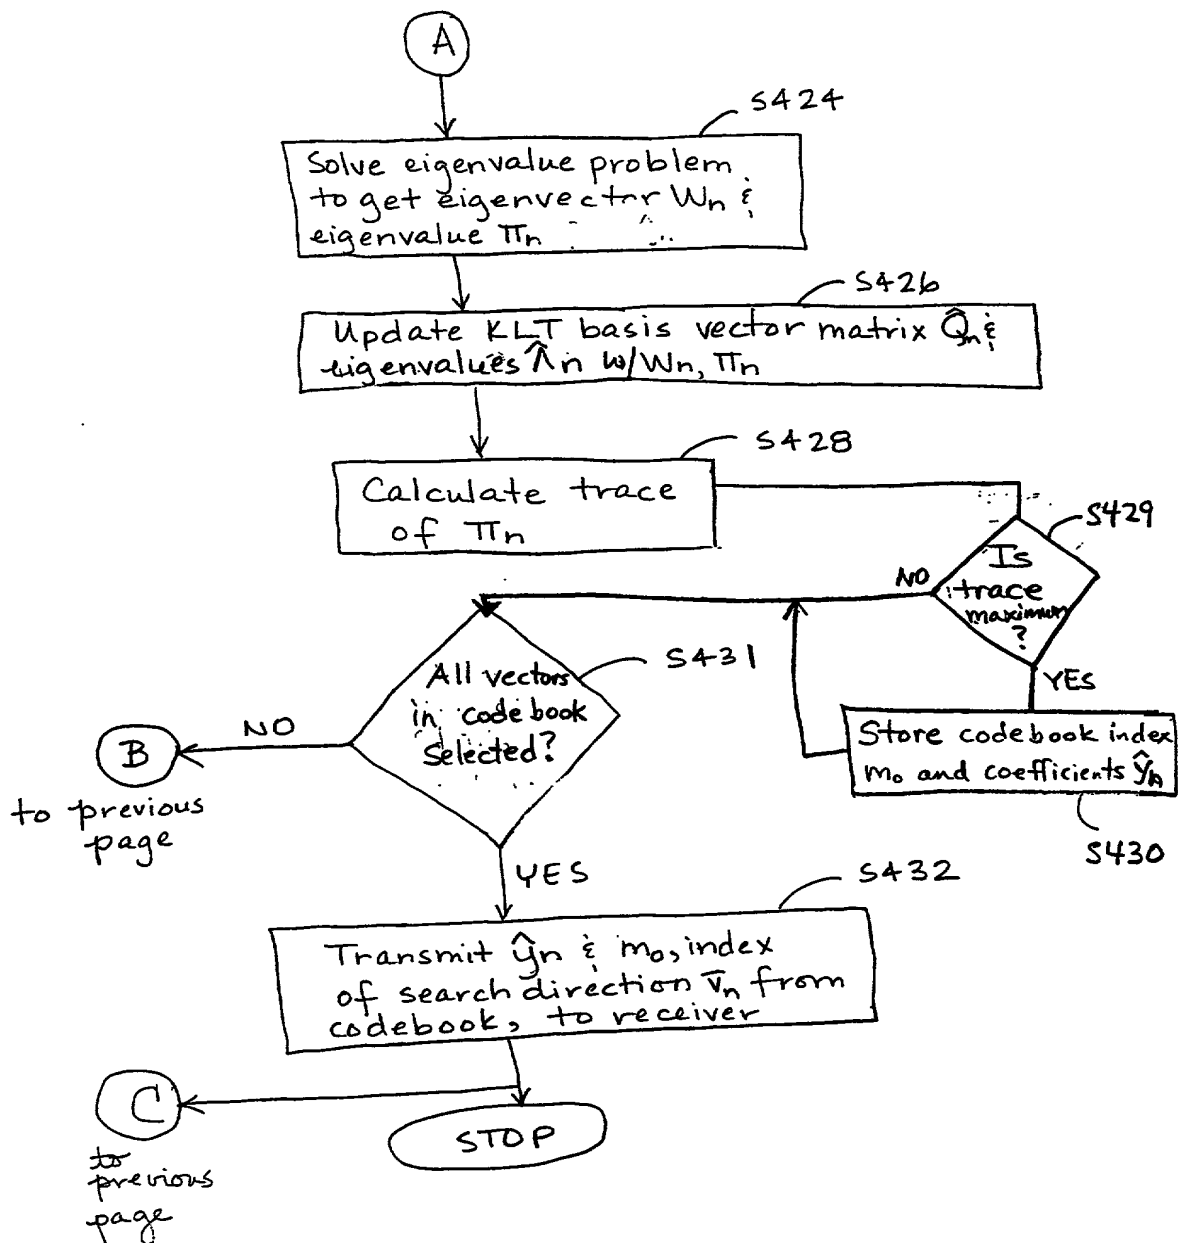 A
S424
Solve eigenvalue problem
to get eigenvector Wn &
eigenvalue Πn
S426
Update KLT basis vector matrix Q̂n &
eigenvalues Λ̂n w/Wn, Πn
S428
Calculate trace
of Πn
S429
Is
trace
maximum
?
NO
YES
S431
All vectors
in codebook
Selected?
NO
B
to previous
page
Store codebook index
mo and coefficients ŷn
S430
YES
S432
Transmit ŷn & mo, index
of search direction v̄n from
codebook, to receiver
C
to
previous
page
STOP